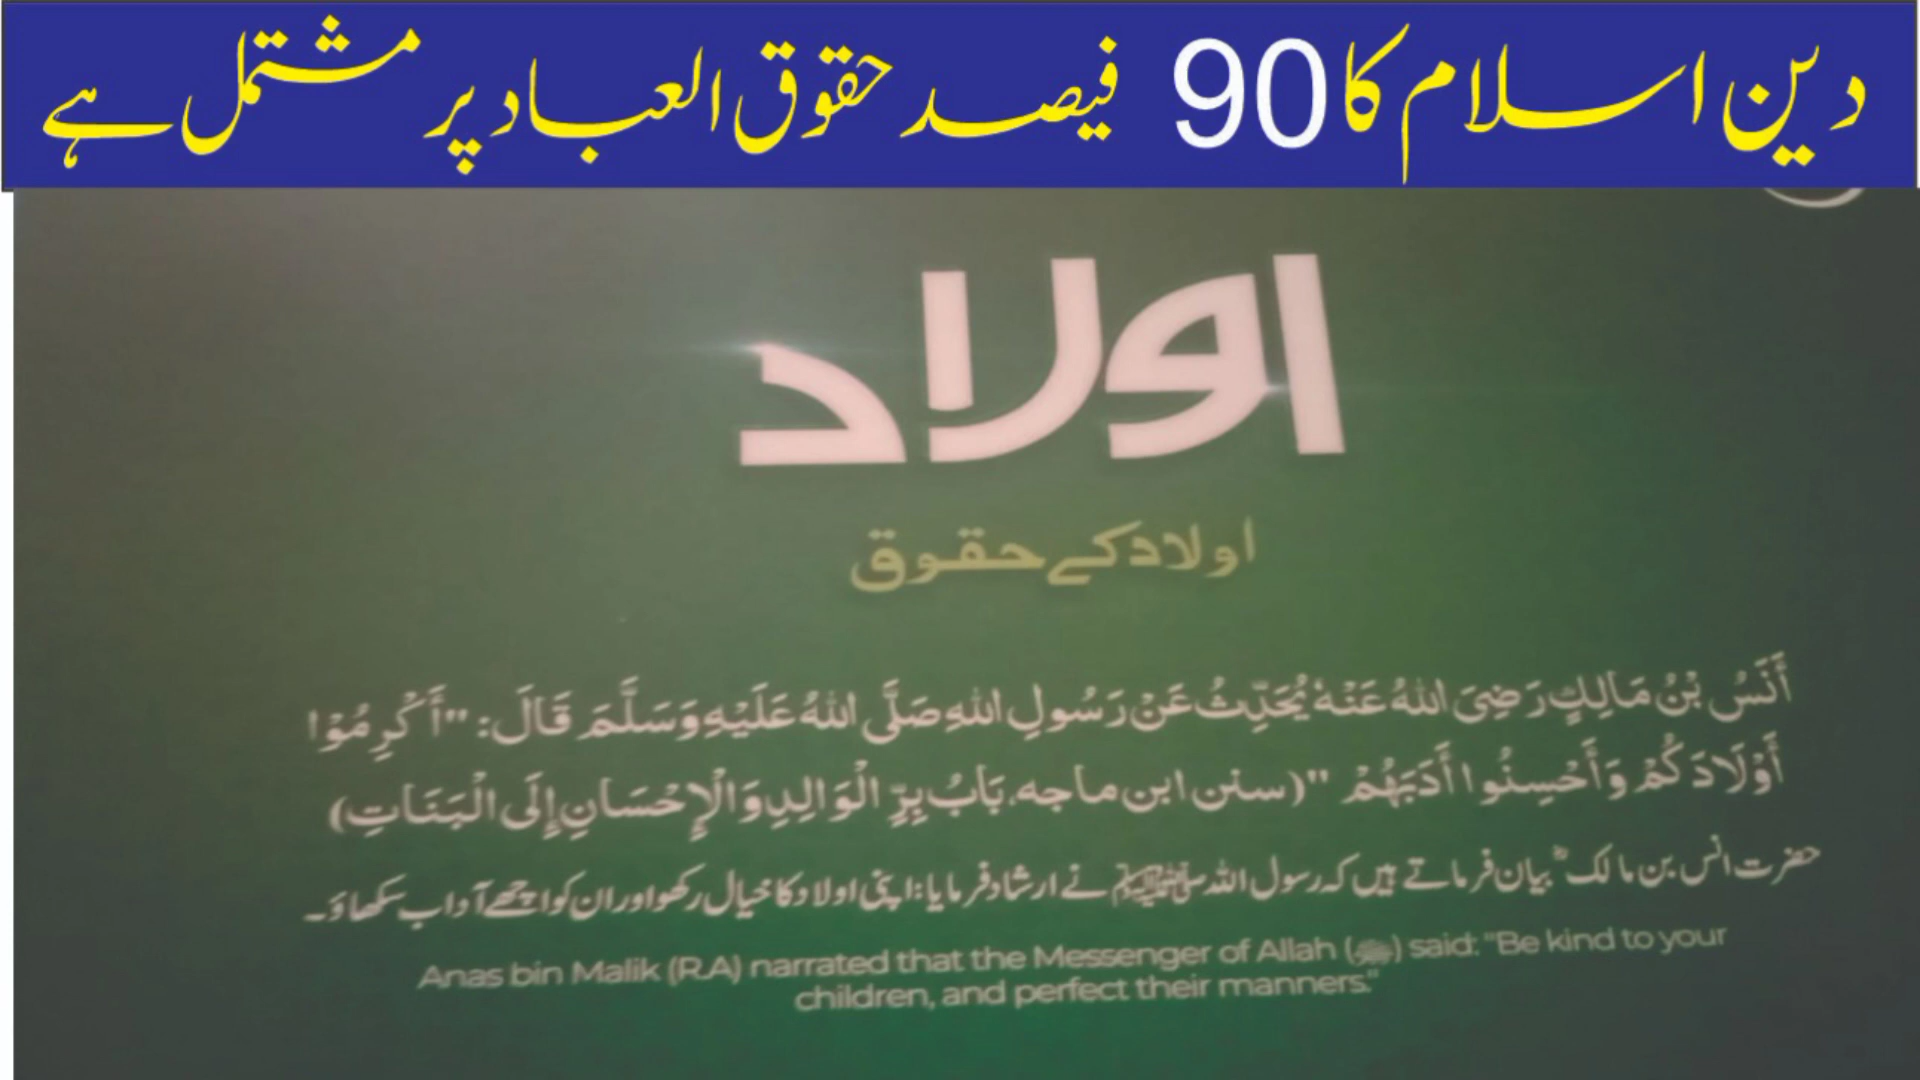 دین اسلام کا 90 فیصد حقوق العباد پر مشتمل ہے
اولاد
اولاد کے حقوق
أَنَسُ بْنُ مَالِكٍ رَضِيَ اللهُ عَنْهُ يُحَدِّثُ عَنْ رَسُولِ اللهِ صَلَّى اللهُ عَلَيْهِ وَسَلَّمَ قَالَ: "أَكْرِمُوْا
أَوْلَادَكُمْ وَأَحْسِنُوا أَدَبَهُمْ" (سنن ابن ماجه، بَابُ بِرِّ الْوَالِدِ وَالْإِحْسَانِ إِلَى الْبَنَاتِ)
حضرت انس بن مالکؓ بیان فرماتے ہیں کہ رسول اللہ ﷺ نے ارشاد فرمایا: اپنی اولاد کا خیال رکھو اور ان کو اچھے آداب سکھاؤ۔
Anas bin Malik (R.A) narrated that the Messenger of Allah (ﷺ) said: "Be kind to your
children, and perfect their manners."